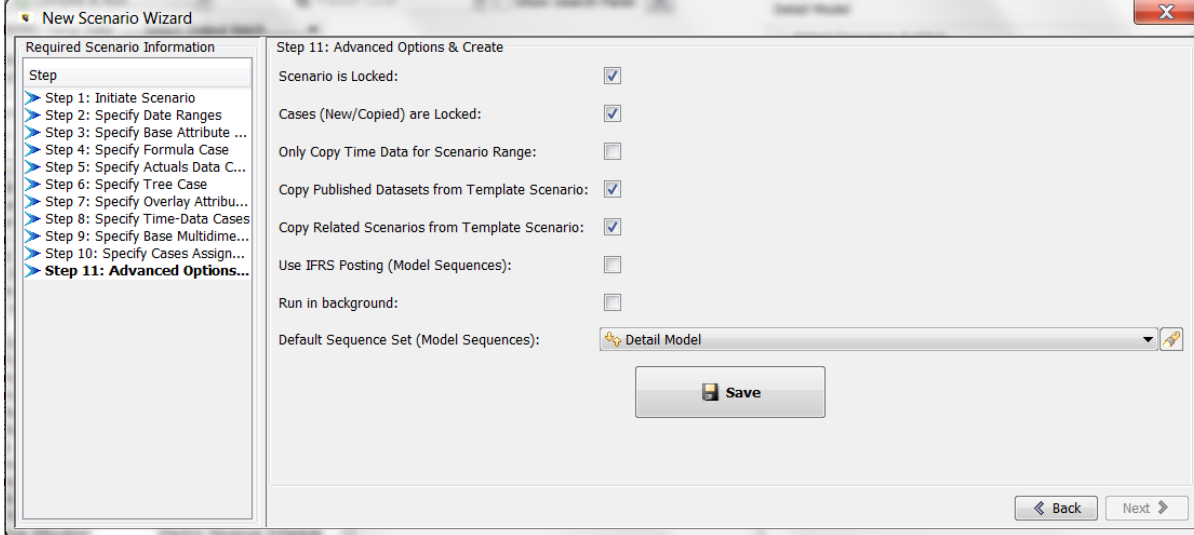 New Scenario Wizard
Required Scenario Information
Step
Step 1: Initiate Scenario
Step 2: Specify Date Ranges
Step 3: Specify Base Attribute ...
Step 4: Specify Formula Case
Step 5: Specify Actuals Data C...
Step 6: Specify Tree Case
Step 7: Specify Overlay Attribu...
Step 8: Specify Time-Data Cases
Step 9: Specify Base Multidime...
Step 10: Specify Cases Assign...
Step 11: Advanced Options...
Step 11: Advanced Options & Create
Scenario is Locked:
Cases (New/Copied) are Locked:
Only Copy Time Data for Scenario Range:
Copy Published Datasets from Template Scenario:
Copy Related Scenarios from Template Scenario:
Use IFRS Posting (Model Sequences):
Run in background:
Default Sequence Set (Model Sequences):
Detail Model
Save
Back
Next